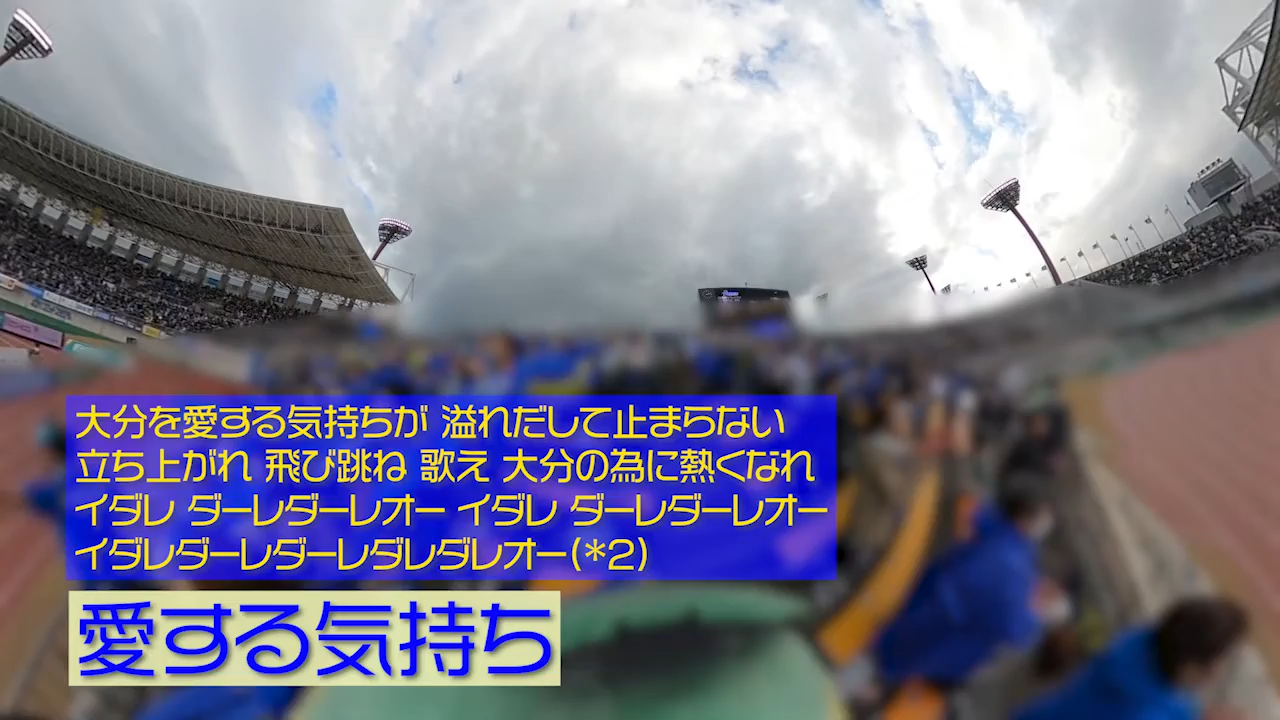 大分を愛する気持ちが 溢れだして止まらない
立ち上がれ 飛び跳ね 歌え 大分の為に熱くなれ
イダレ ダーレダーレオー イダレ ダーレダーレオー
イダレダーレダーレダレダレオー(*2)
愛する気持ち